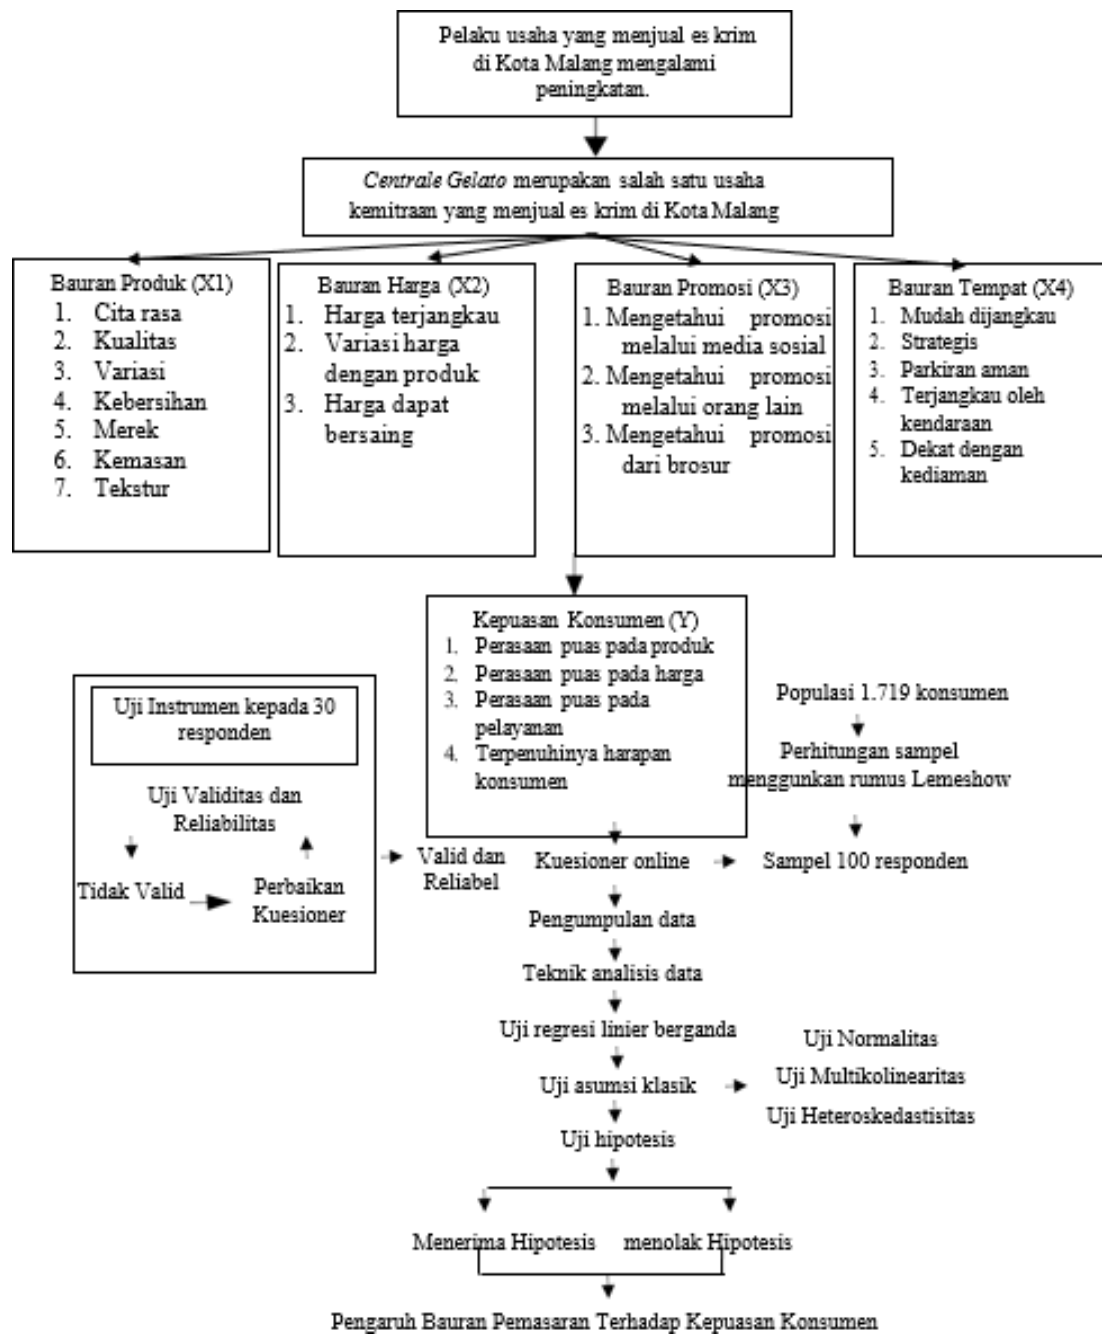 Pelaku usaha yang menjual es krim
di Kota Malang mengalami
peningkatan.
Centrale Gelato merupakan salah satu usaha
kemitraan yang menjual es krim di Kota Malang
Bauran Produk (X1)
1. Cita rasa
2. Kualitas
3. Variasi
4. Kebersihan
5. Merek
6. Kemasan
7. Tekstur
Bauran Harga (X2)
1. Harga terjangkau
2. Variasi harga
dengan produk
3. Harga dapat
bersaing
Bauran Promosi (X3)
1. Mengetahui promosi
melalui media sosial
2. Mengetahui promosi
melalui orang lain
3. Mengetahui promosi
dari brosur
Bauran Tempat (X4)
1. Mudah dijangkau
2. Strategis
3. Parkiran aman
4. Terjangkau oleh
kendaraan
5. Dekat dengan
kediaman
Kepuasan Konsumen (Y)
1. Perasaan puas pada produk
2. Perasaan puas pada harga
3. Perasaan puas pada
pelayanan
4. Terpenuhinya harapan
konsumen
Uji Instrumen kepada 30
responden
Uji Validitas dan
Reliabilitas
Tidak Valid
Perbaikan
Kuesioner
Valid dan
Reliabel
Populasi 1.719 konsumen
Perhitungan sampel
menggunkan rumus Lemeshow
Kuesioner online
Sampel 100 responden
Pengumpulan data
Teknik analisis data
Uji regresi linier berganda
Uji asumsi klasik
Uji Normalitas
Uji Multikolinearitas
Uji Heteroskedastisitas
Uji hipotesis
Menerima Hipotesis
menolak Hipotesis
Pengaruh Bauran Pemasaran Terhadap Kepuasan Konsumen